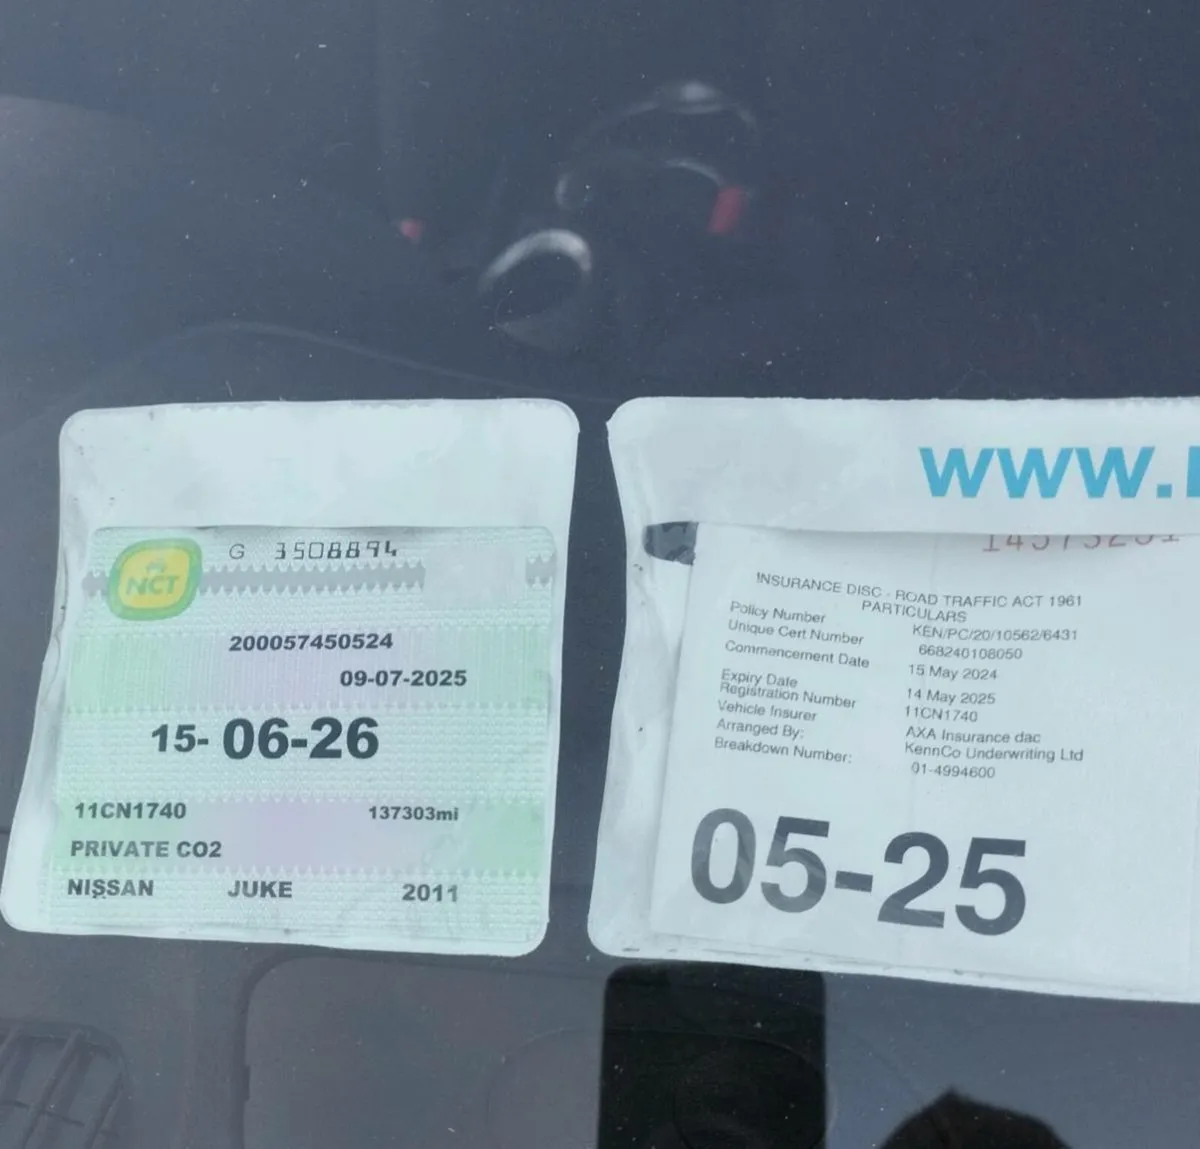 NCT
G 3508894
200057450524
09-07-2025
15-06-26
11CN1740 137303mi
PRIVATE CO2
NISSAN JUKE 2011
www.
INSURANCE DISC - ROAD TRAFFIC ACT 1961
PARTICULARS
Policy Number KEN/PC/20/10562/6431
Unique Cert Number 668240108050
Commencement Date 15 May 2024
Expiry Date 14 May 2025
Registration Number 11CN1740
Vehicle Insurer AXA Insurance dac
Arranged By: KennCo Underwriting Ltd
Breakdown Number: 01-4994600
05-25